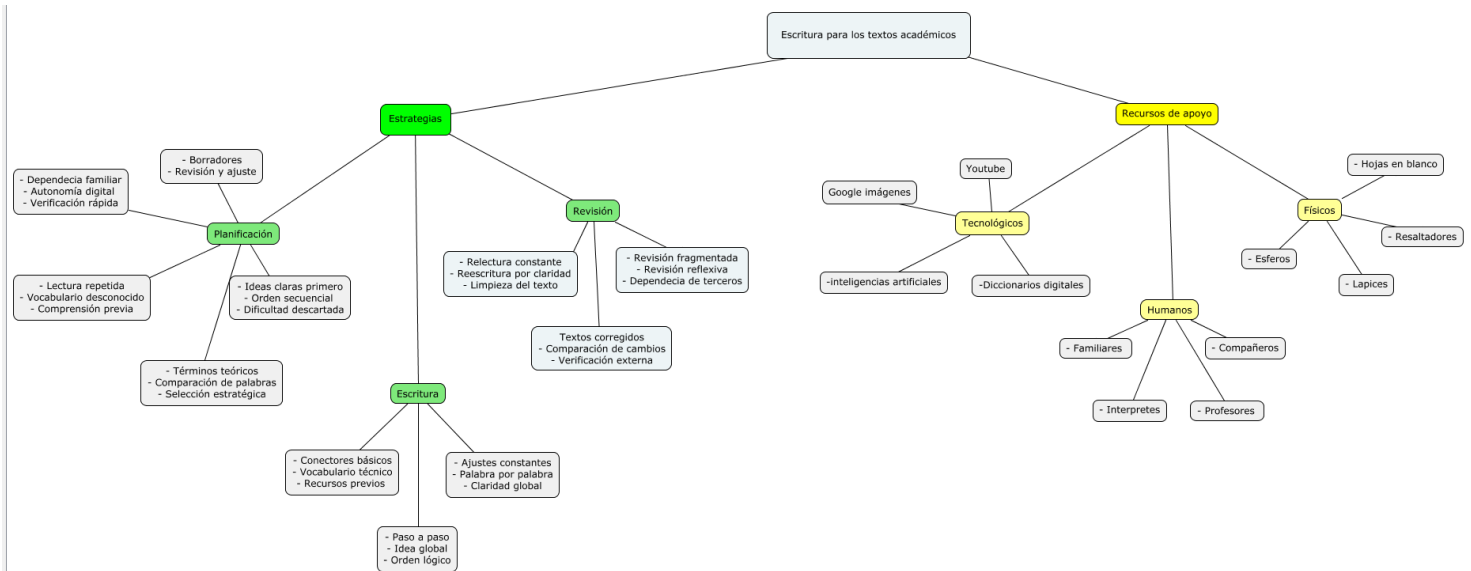 Escritura para los textos académicos
Estrategias
Recursos de apoyo
- Borradores
- Revisión y ajuste
- Dependecia familiar
- Autonomía digital
- Verificación rápida
Planificación
- Lectura repetida
- Vocabulario desconocido
- Comprensión previa
- Ideas claras primero
- Orden secuencial
- Dificultad descartada
- Términos teóricos
- Comparación de palabras
- Selección estratégica
Revisión
- Relectura constante
- Reescritura por claridad
- Limpieza del texto
- Revisión fragmentada
- Revisión reflexiva
- Dependecia de terceros
Textos corregidos
- Comparación de cambios
- Verificación externa
Escritura
- Conectores básicos
- Vocabulario técnico
- Recursos previos
- Ajustes constantes
- Palabra por palabra
- Claridad global
- Paso a paso
- Idea global
- Orden lógico
Youtube
Google imágenes
Tecnológicos
-inteligencias artificiales
-Diccionarios digitales
Humanos
- Familiares
- Compañeros
- Interpretes
- Profesores
- Hojas en blanco
Físicos
- Resaltadores
- Esferos
- Lapices